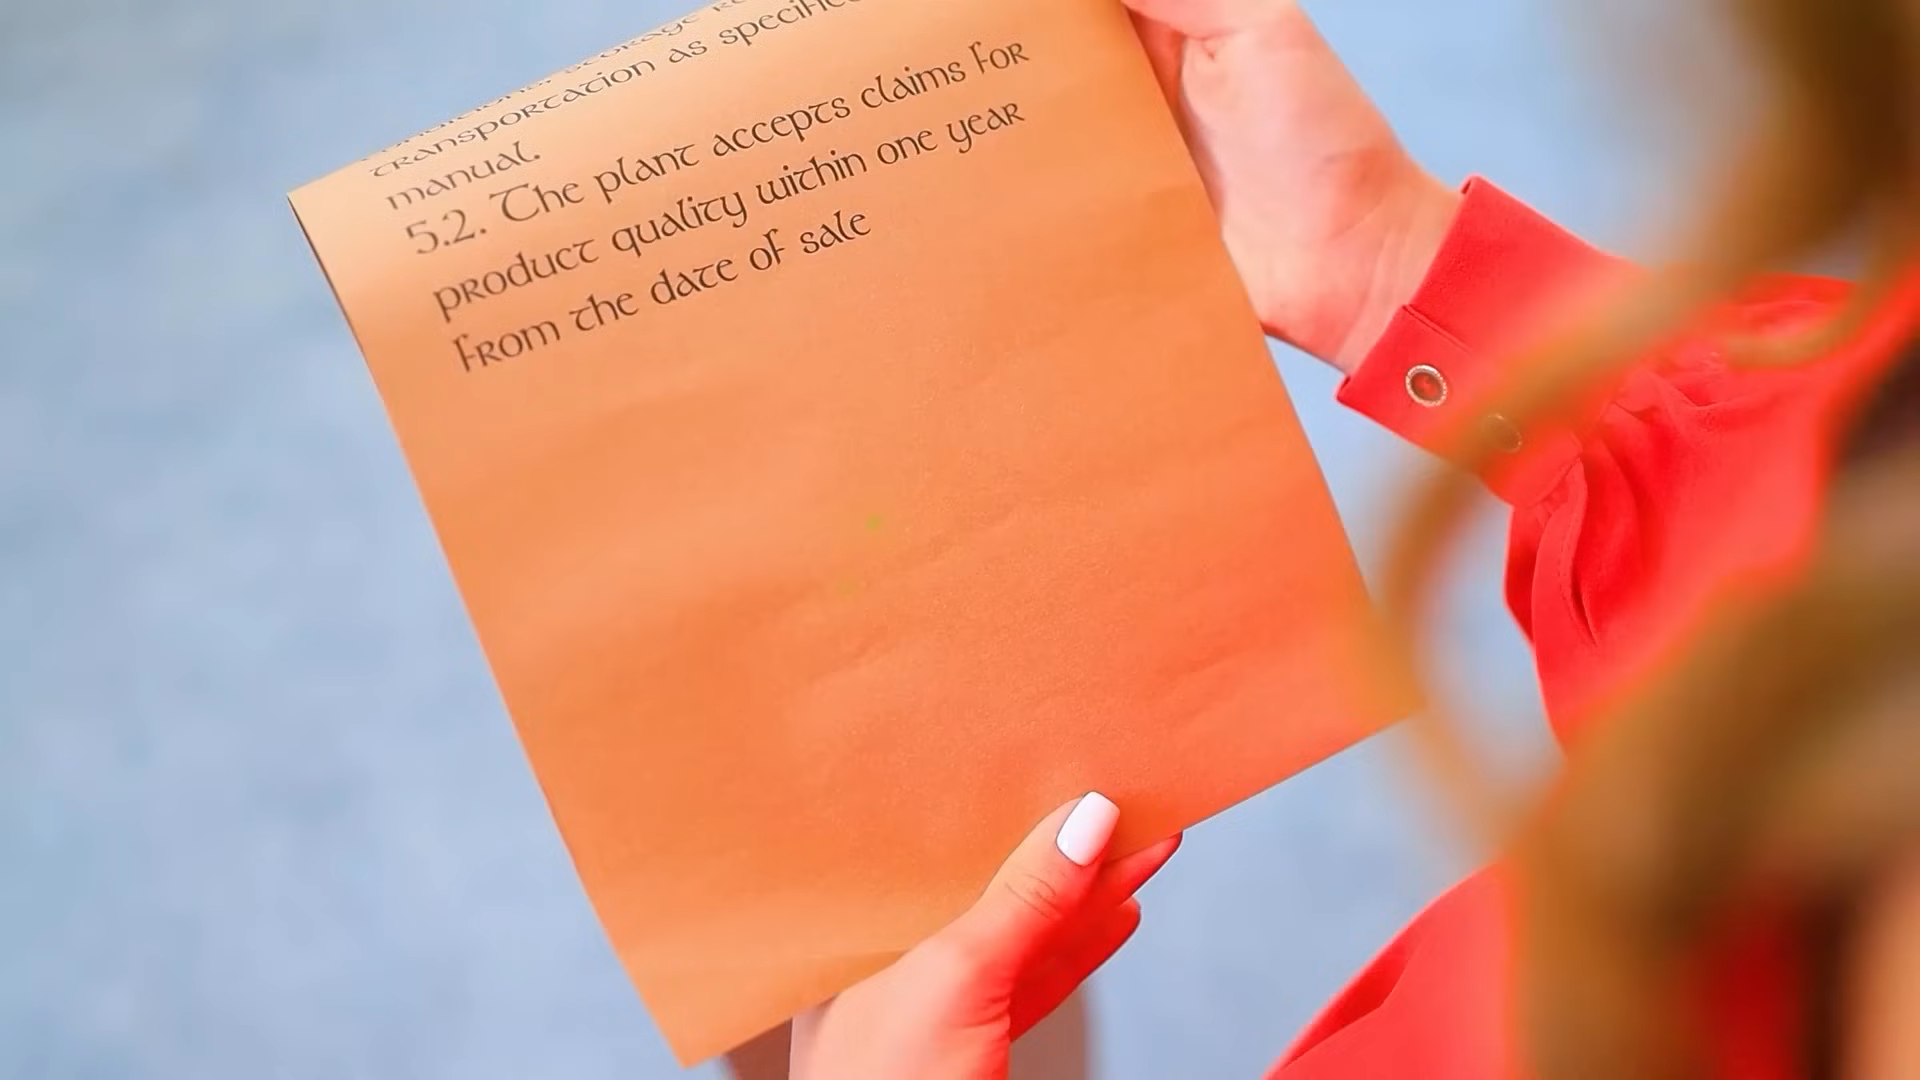 storage
transportation as specified
manual.
5.2. The plant accepts claims for
product quality within one year
from the date of sale